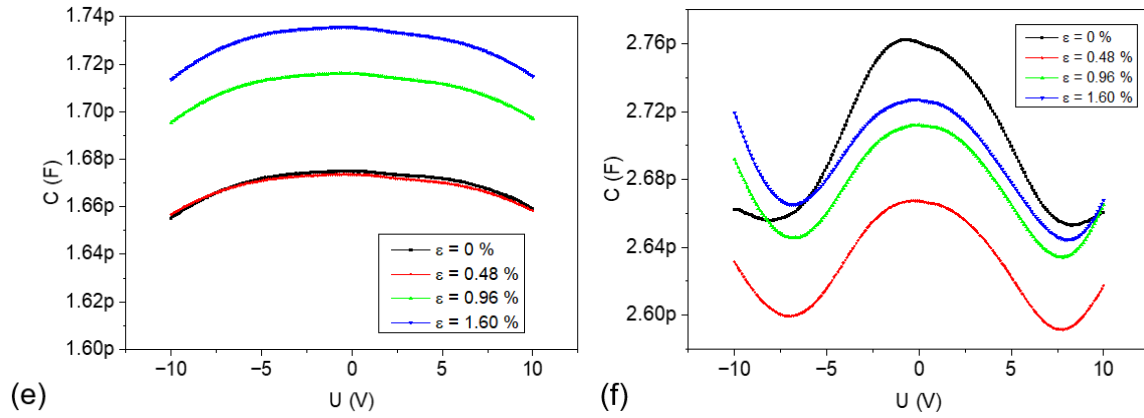 1.74p
1.72p
1.70p
1.68p
1.66p
1.64p
1.62p
1.60p
C (F)
−10
−5
0
5
10
U (V)
ε = 0 %
ε = 0.48 %
ε = 0.96 %
ε = 1.60 %
(e)
2.76p
2.72p
2.68p
2.64p
2.60p
C (F)
−10
−5
0
5
10
U (V)
ε = 0 %
ε = 0.48 %
ε = 0.96 %
ε = 1.60 %
(f)